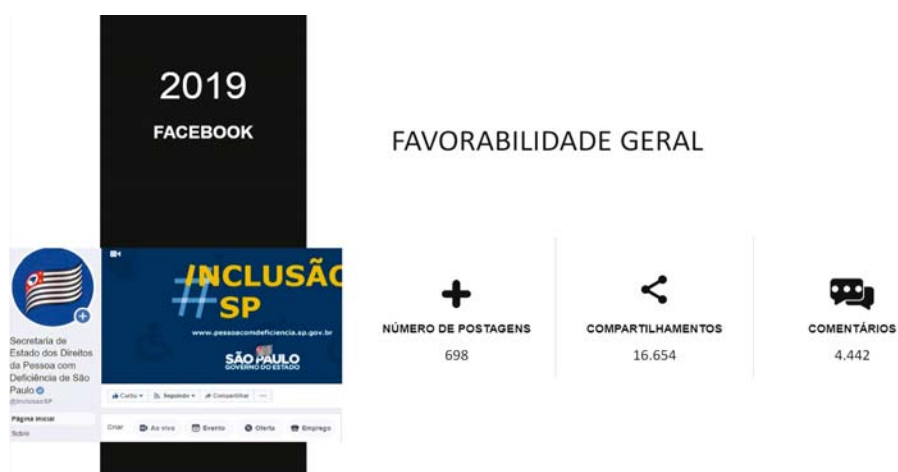 2019
FACEBOOK
FAVORABILIDADE GERAL
#INCLUSÃO
SP
www.pessoacomdeficiencia.sp.gov.br
SÃO PAULO
GOVERNO DO ESTADO
Secretaria de
Estado dos Direitos
da Pessoa com
Deficiência de São
Paulo
@InclusaoSP
Página inicial
Sobre
Curtiu
Seguindo
Compartilhar
...
Criar
Ao vivo
Evento
Oferta
Emprego
NÚMERO DE POSTAGENS
698
COMPARTILHAMENTOS
16.654
COMENTÁRIOS
4.442